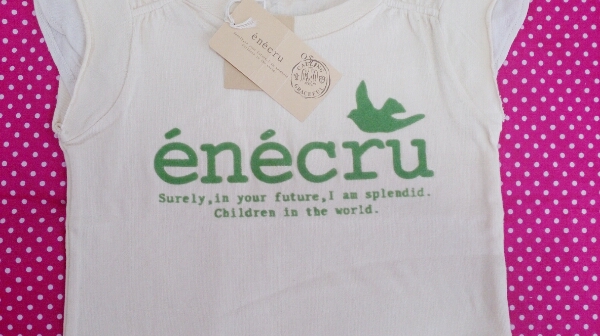 énécru
énécru
Surely,in your future,I am splendid.
Children in the world.